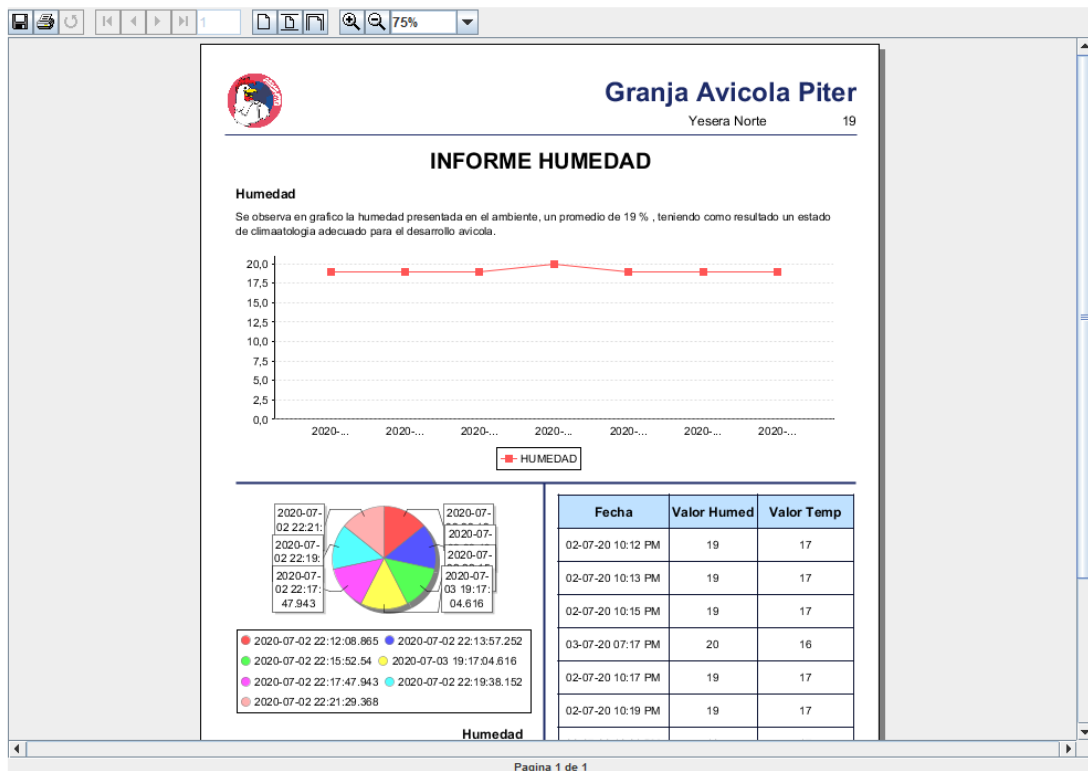 1
75%
Granja Avicola Piter
Yesera Norte 19
INFORME HUMEDAD
Humedad
Se observa en grafico la humedad presentada en el ambiente, un promedio de 19 % , teniendo como resultado un estado
de climaatologia adecuado para el desarrollo avicola.
20,0
17,5
15,0
12,5
10,0
7,5
5,0
2,5
0,0
2020-... 2020-... 2020-... 2020-... 2020-... 2020-... 2020-...
HUMEDAD
2020-07-
02 22:21:
2020-07-
02 22:19:
2020-07-
02 22:17:
47.943
2020-07-
2020-07-
2020-07-
2020-07-
03 19:17:
04.616
2020-07-02 22:12:08.865 2020-07-02 22:13:57.252
2020-07-02 22:15:52.54 2020-07-03 19:17:04.616
2020-07-02 22:17:47.943 2020-07-02 22:19:38.152
2020-07-02 22:21:29.368
Humedad
Fecha Valor Humed Valor Temp
02-07-20 10:12 PM 19 17
02-07-20 10:13 PM 19 17
02-07-20 10:15 PM 19 17
03-07-20 07:17 PM 20 16
02-07-20 10:17 PM 19 17
02-07-20 10:19 PM 19 17
Pagina 1 de 1